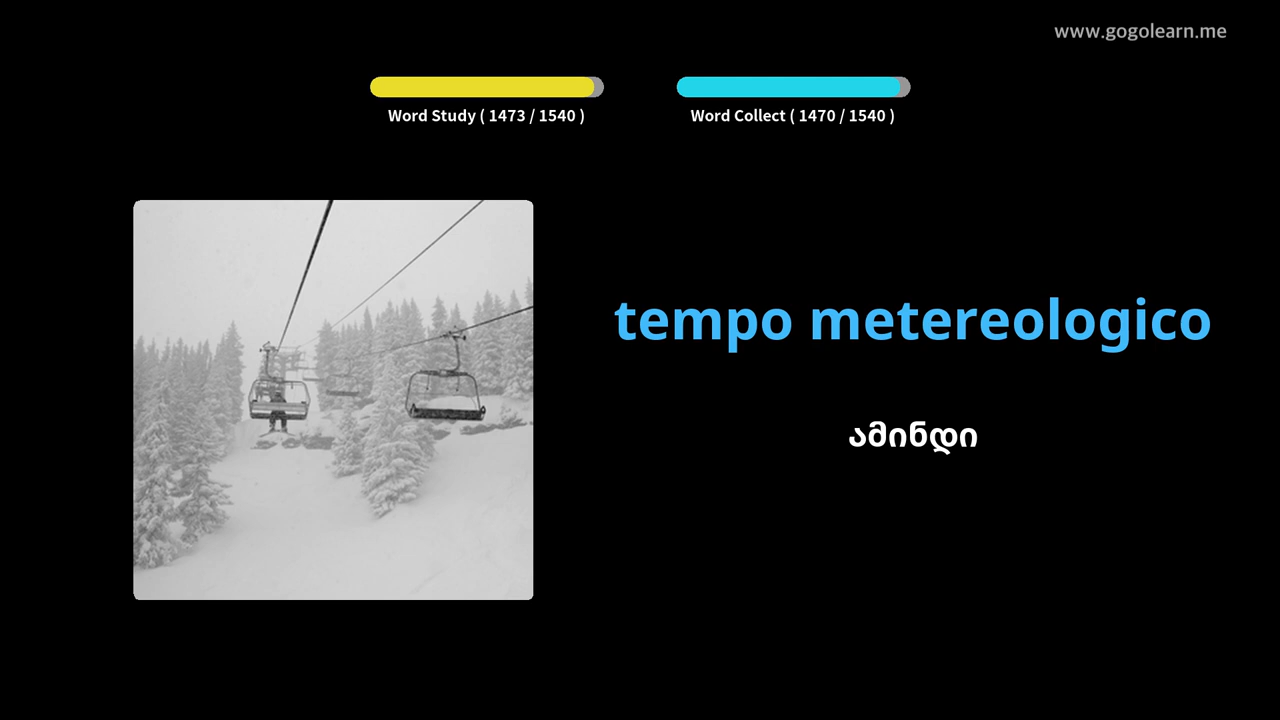 www.gogolearn.me
Word Study ( 1473 / 1540 )
Word Collect ( 1470 / 1540 )
tempo metereologico
ამინდი